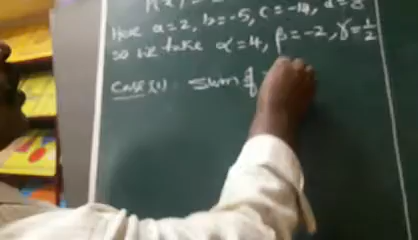 Here a=2, b=-5, c=-14, d=8
so we take α=4, β=-2, γ=1/2
Case (1) sum of